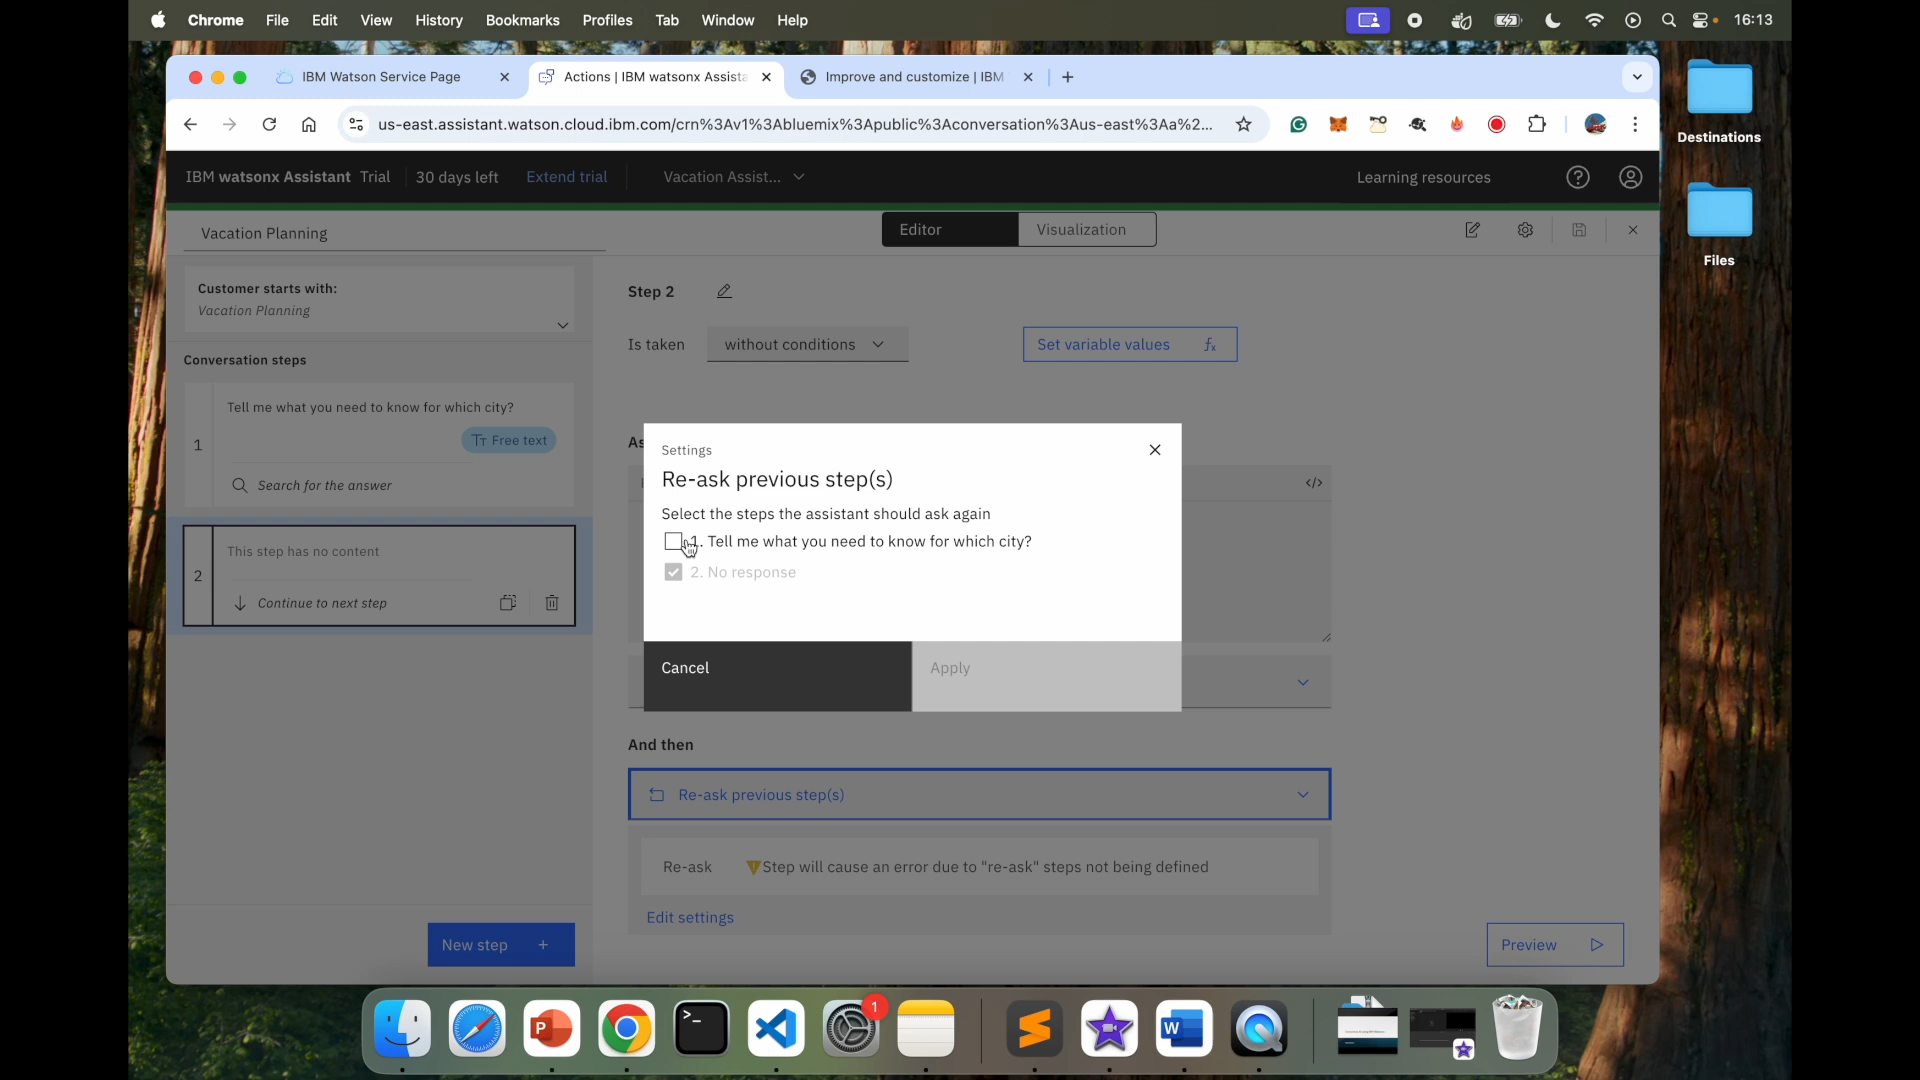 Chrome File Edit View History Bookmarks Profiles Tab Window Help 16:13
IBM Watson Service Page
Actions | IBM watsonx Assista
Improve and customize | IBM
us-east.assistant.watson.cloud.ibm.com/crn%3Av1%3Abluemix%3Apublic%3Aconversation%3Aus-east%3Aa%2...
Destinations
Files
IBM watsonx Assistant Trial 30 days left Extend trial Vacation Assist... Learning resources
Vacation Planning
Editor Visualization
Customer starts with:
Vacation Planning
Conversation steps
1
Tell me what you need to know for which city?
Tт Free text
Search for the answer
2
This step has no content
Continue to next step
New step +
Step 2
Is taken without conditions Set variable values fx
As
</>
Settings
Re-ask previous step(s)
Select the steps the assistant should ask again
1. Tell me what you need to know for which city?
2. No response
Cancel Apply
And then
Re-ask previous step(s)
Re-ask Step will cause an error due to "re-ask" steps not being defined
Edit settings
Preview
1